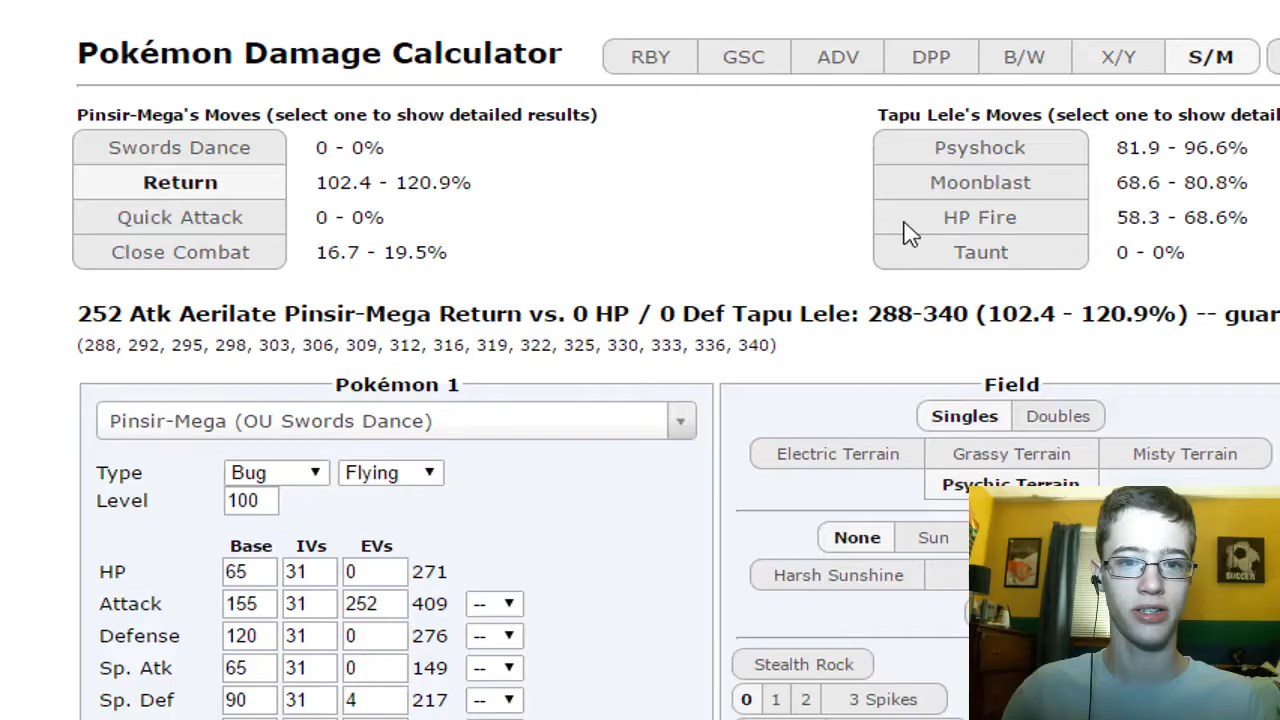 Pokémon Damage Calculator
RBY GSC ADV DPP B/W X/Y S/M
Pinsir-Mega's Moves (select one to show detailed results)
Swords Dance 0 - 0%
Return 102.4 - 120.9%
Quick Attack 0 - 0%
Close Combat 16.7 - 19.5%
Tapu Lele's Moves (select one to show
Psyshock 81.9 - 96.6%
Moonblast 68.6 - 80.8%
HP Fire 58.3 - 68.6%
Taunt 0 - 0%
252 Atk Aerilate Pinsir-Mega Return vs. 0 HP / 0 Def Tapu Lele: 288-340 (102.4 - 120.9%) --
(288, 292, 295, 298, 303, 306, 309, 312, 316, 319, 322, 325, 330, 333, 336, 340)
Pokémon 1
Pinsir-Mega (OU Swords Dance)
Type Bug Flying
Level 100
Base IVs EVs
HP 65 31 0 271
Attack 155 31 252 409 --
Defense 120 31 0 276 --
Sp. Atk 65 31 0 149 --
Sp. Def 90 31 4 217 --
Field
Singles Doubles
Electric Terrain Grassy Terrain Misty Terrain
Psychic Terrain
None Sun
Harsh Sunshine
Stealth Rock
0 1 2 3 Spikes
SOCCER